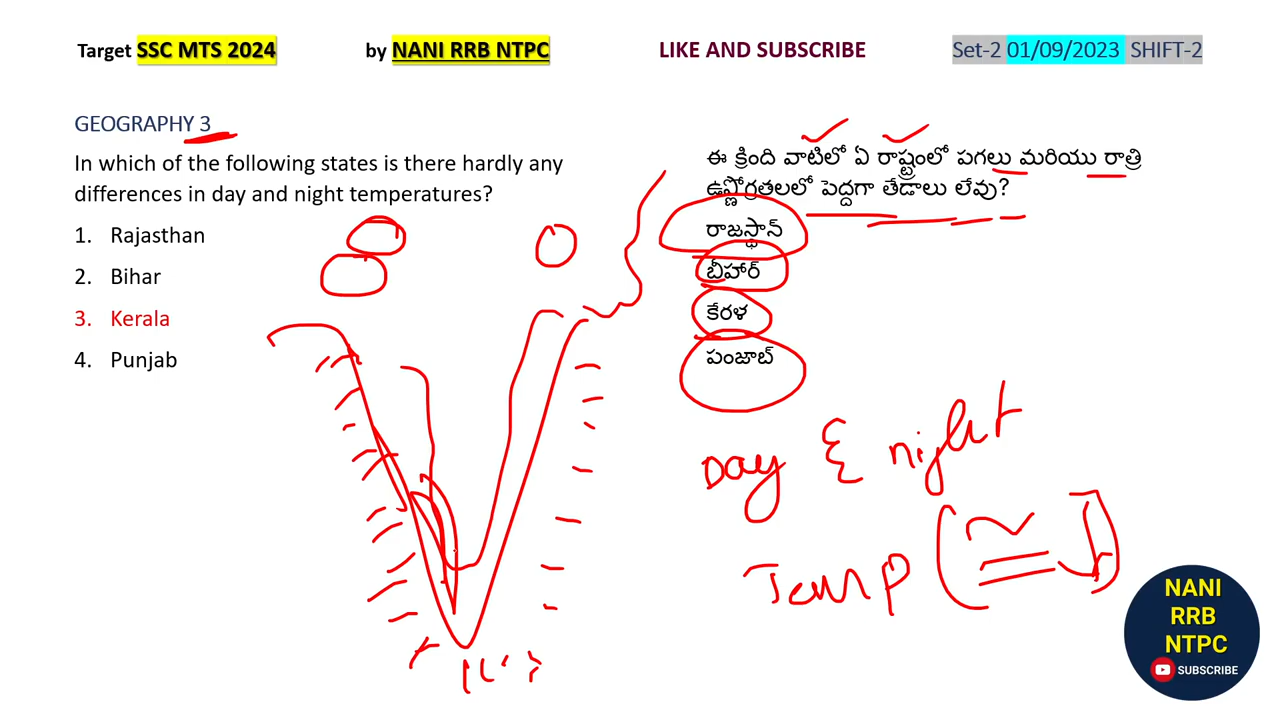 Target SSC MTS 2024 by NANI RRB NTPC LIKE AND SUBSCRIBE Set-2 01/09/2023 SHIFT-2
GEOGRAPHY 3
In which of the following states is there hardly any
differences in day and night temperatures?
1. Rajasthan
2. Bihar
3. Kerala
4. Punjab
ఈ క్రింది వాటిలో ఏ రాష్ట్రంలో పగలు మరియు రాత్రి
ఉష్ణోగ్రతలలో పెద్దగా తేడాలు లేవు?
రాజస్థాన్
బీహార్
కేరళ
పంజాబ్
Day & night
Temp (≅)
NANI
RRB
NTPC
SUBSCRIBE